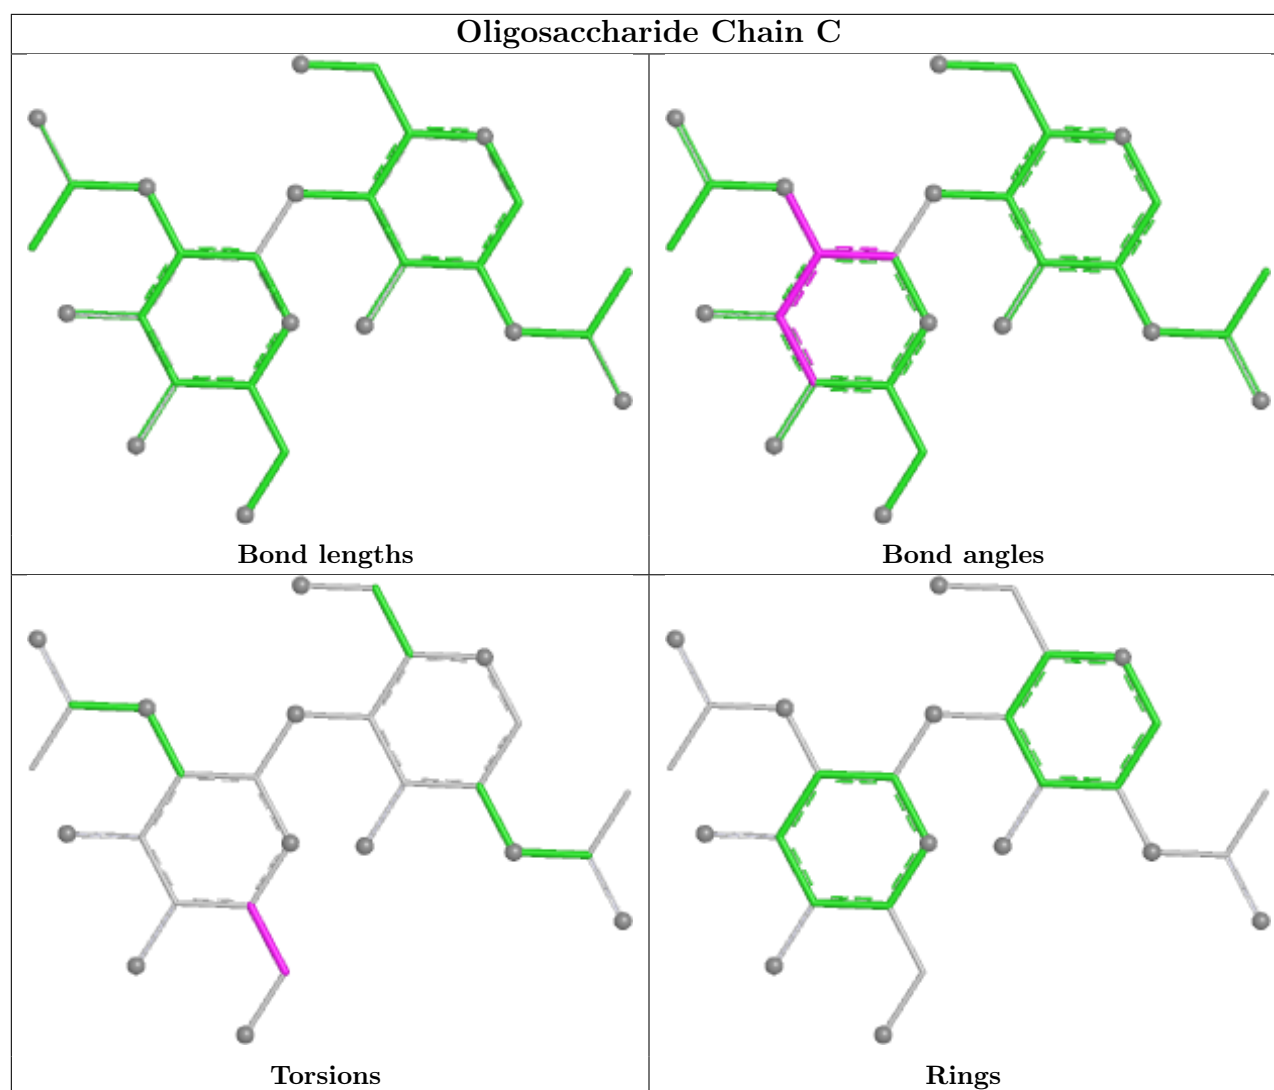 Oligosaccharide Chain C
Bond lengths
Bond angles
Torsions
Rings